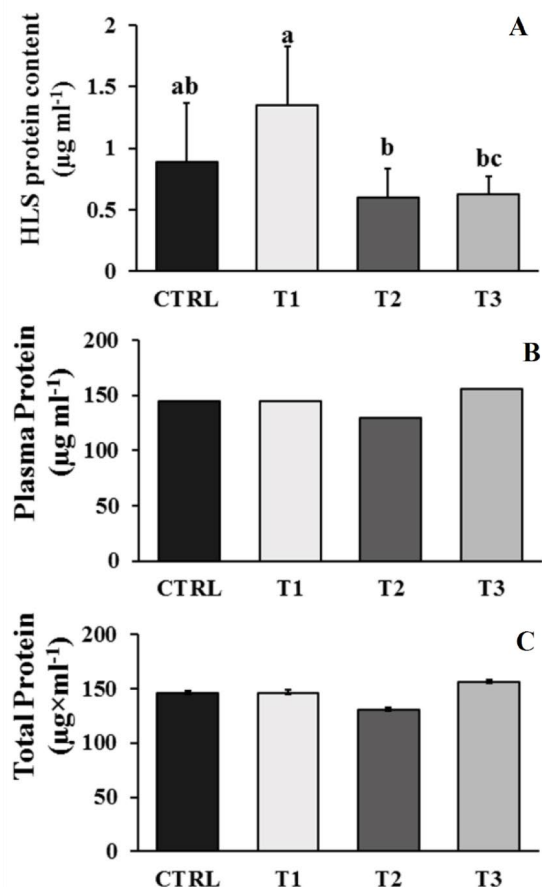 A
HLS protein content
(µg ml-1)
2
1.5
1
0.5
0
ab
a
b
bc
CTRL T1 T2 T3
B
Plasma Protein
(µg ml-1)
200
150
100
50
0
CTRL T1 T2 T3
C
Total Protein
(µg×ml-1)
200
150
100
50
0
CTRL T1 T2 T3